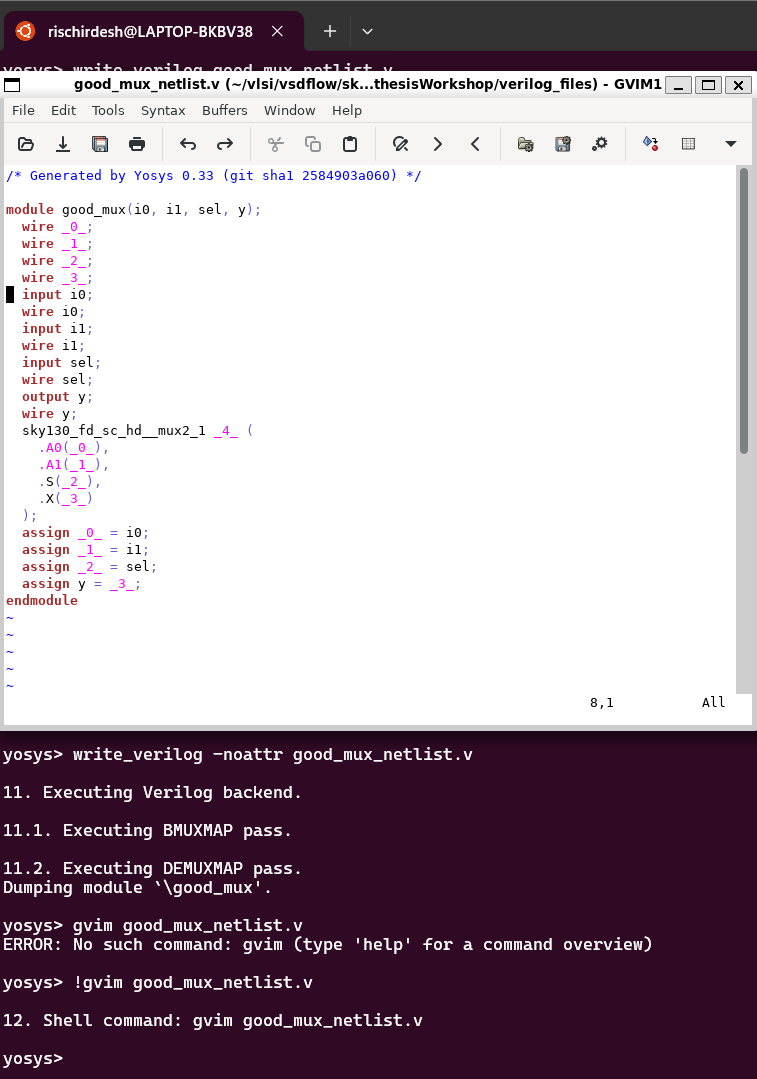 rischirdesh@LAPTOP-BKBV38
yosys> write_verilog good_mux_netlist.v
good_mux_netlist.v (~/vlsi/vsdflow/sk...thesisWorkshop/verilog_files) - GVIM1
File Edit Tools Syntax Buffers Window Help
/* Generated by Yosys 0.33 (git sha1 2584903a060) */
module good_mux(i0, i1, sel, y);
  wire _0_;
  wire _1_;
  wire _2_;
  wire _3_;
  input i0;
  wire i0;
  input i1;
  wire i1;
  input sel;
  wire sel;
  output y;
  wire y;
  sky130_fd_sc_hd__mux2_1 _4_ (
    .A0(_0_),
    .A1(_1_),
    .S(_2_),
    .X(_3_)
  );
  assign _0_ = i0;
  assign _1_ = i1;
  assign _2_ = sel;
  assign y = _3_;
endmodule
~
~
~
~
~
8,1 All
yosys> write_verilog -noattr good_mux_netlist.v
11. Executing Verilog backend.
11.1. Executing BMUXMAP pass.
11.2. Executing DEMUXMAP pass.
Dumping module `\good_mux'.
yosys> gvim good_mux_netlist.v
ERROR: No such command: gvim (type 'help' for a command overview)
yosys> !gvim good_mux_netlist.v
12. Shell command: gvim good_mux_netlist.v
yosys>